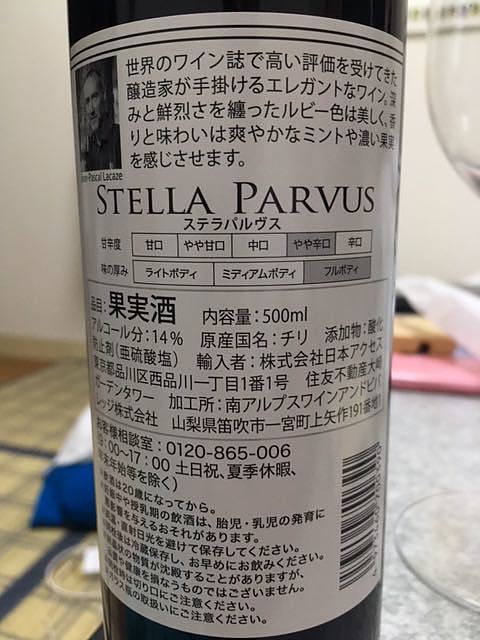 世界のワイン誌で高い評価を受けてきた
醸造家が手掛けるエレガントなワイン。深
みと鮮烈さを纏ったルビー色は美しく、香
りと味わいは爽やかなミントや濃い果実
を感じさせます。
Jean-Pascal Lacaze
STELLA PARVUS
ステラパルヴス
甘辛度 甘口 やや甘口 中口 やや辛口 辛口
味の厚み ライトボディ ミディアムボディ フルボディ
品目：果実酒 内容量：500ml
アルコール分：14% 原産国名：チリ 添加物：酸化
防止剤（亜硫酸塩） 輸入者：株式会社日本アクセス
東京都品川区西品川一丁目1番1号 住友不動産大崎
ガーデンタワー 加工所：南アルプスワインアンドビバ
レッジ株式会社 山梨県笛吹市一宮町上矢作191番地1
お客様相談室：0120-865-006
（9：00～17：00 土日祝、夏季休暇、
年末年始等を除く）
飲酒は20歳になってから。
妊娠中や授乳期の飲酒は、胎児・乳児の発育に
悪影響を与えるおそれがあります。
直射日光を避けて保存してください。
後は冷蔵保存し、お早めにお飲みください。
状の物質が沈殿することがありますが、
や健康を損なうものではございません。
時は切り口にご注意ください。
ガラス瓶の取扱いにご注意ください。